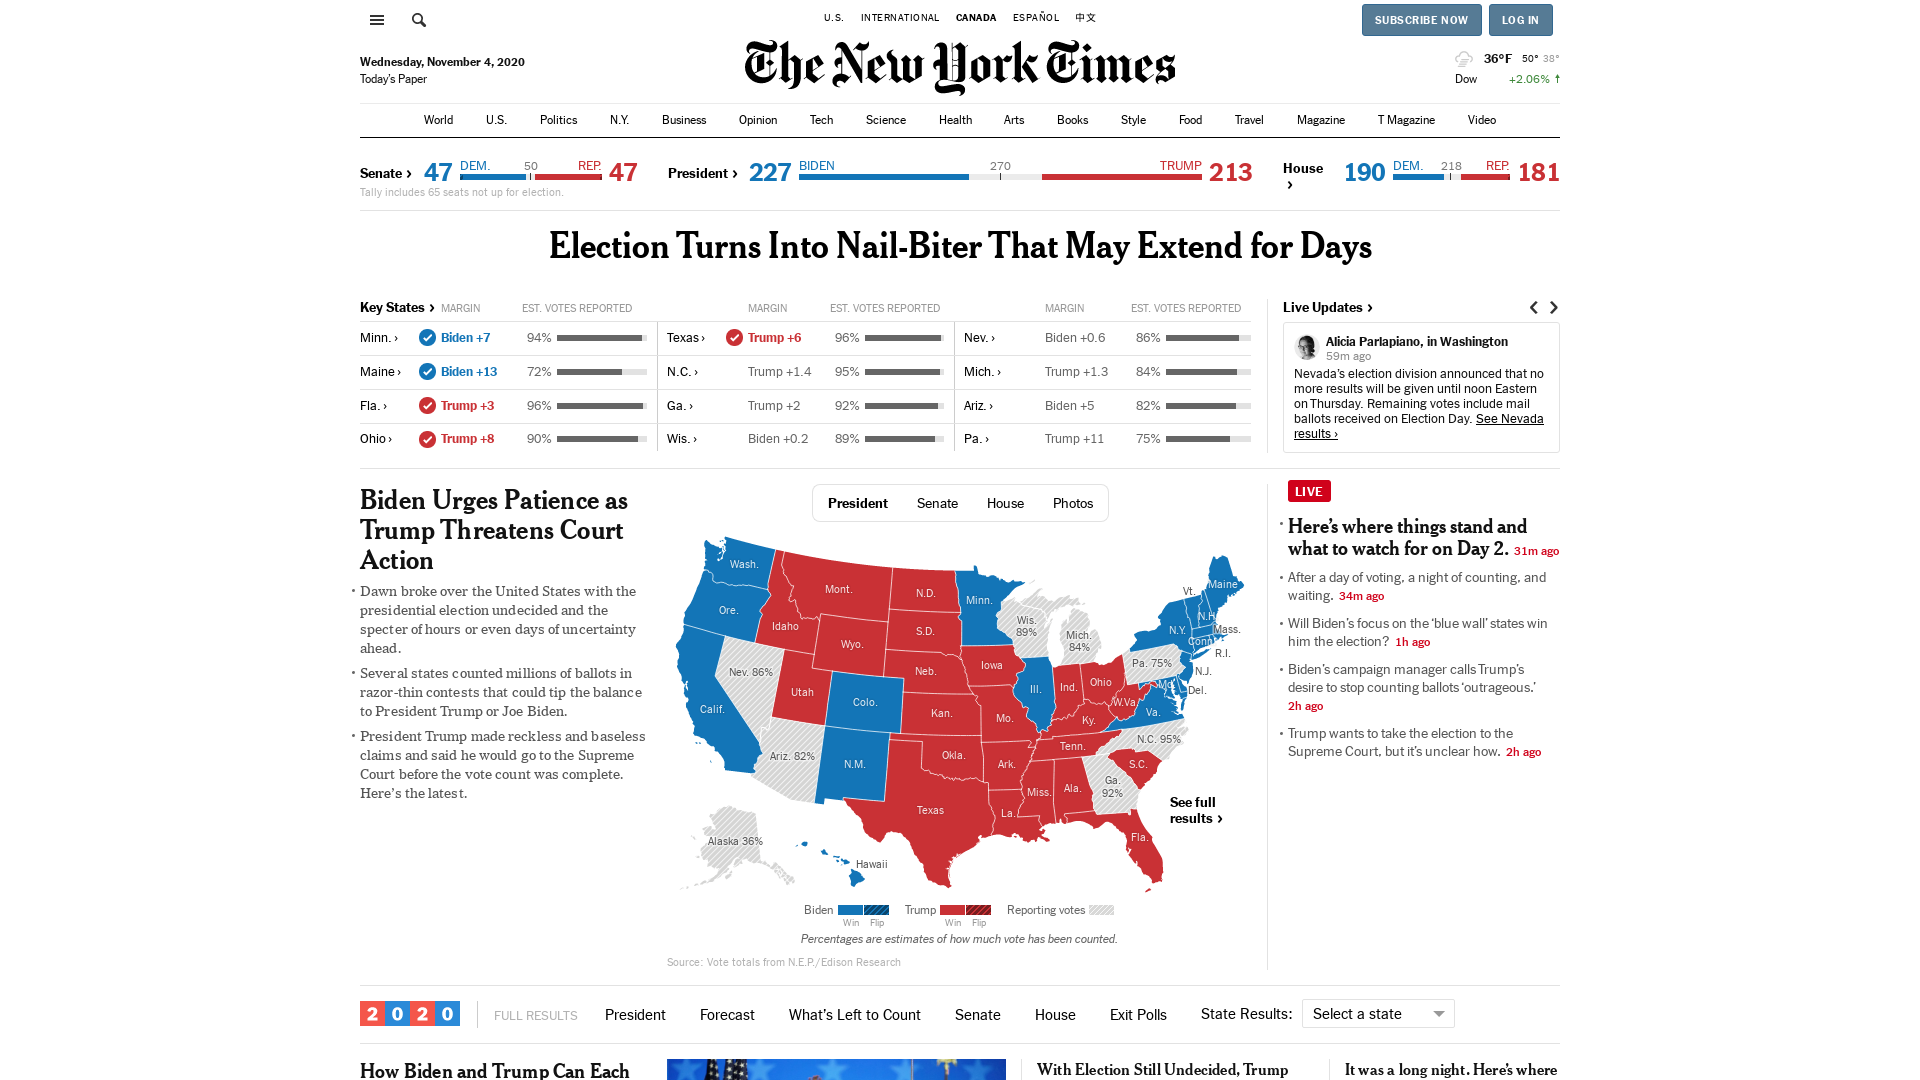 U.S. INTERNATIONAL CANADA ESPAÑOL 中文
SUBSCRIBE NOW LOG IN
Wednesday, November 4, 2020
Today's Paper
The New York Times
36°F 50° 38°
Dow +2.06% ↑
World U.S. Politics N.Y. Business Opinion Tech Science Health Arts Books Style Food Travel Magazine T Magazine Video
Senate › 47 DEM. 50 REP. 47
Tally includes 65 seats not up for election.
President › 227 BIDEN 270 TRUMP 213
House › 190 DEM. 218 REP. 181
Election Turns Into Nail-Biter That May Extend for Days
Key States › MARGIN EST. VOTES REPORTED MARGIN EST. VOTES REPORTED MARGIN EST. VOTES REPORTED
Minn. › Biden +7 94% Texas › Trump +6 96% Nev. › Biden +0.6 86%
Maine › Biden +13 72% N.C. › Trump +1.4 95% Mich. › Trump +1.3 84%
Fla. › Trump +3 96% Ga. › Trump +2 92% Ariz. › Biden +5 82%
Ohio › Trump +8 90% Wis. › Biden +0.2 89% Pa. › Trump +11 75%
Live Updates ›
Alicia Parlapiano, in Washington
59m ago
Nevada's election division announced that no
more results will be given until noon Eastern
on Thursday. Remaining votes include mail
ballots received on Election Day. See Nevada
results ›
Biden Urges Patience as
Trump Threatens Court
Action
• Dawn broke over the United States with the
presidential election undecided and the
specter of hours or even days of uncertainty
ahead.
• Several states counted millions of ballots in
razor-thin contests that could tip the balance
to President Trump or Joe Biden.
• President Trump made reckless and baseless
claims and said he would go to the Supreme
Court before the vote count was complete.
Here's the latest.
President Senate House Photos
Wash.
Ore.
Calif.
Nev. 86%
Idaho
Mont.
Wyo.
Utah
Colo.
Ariz. 82%
N.M.
N.D.
S.D.
Neb.
Kan.
Okla.
Texas
Minn.
Iowa
Mo.
Ark.
La.
Wis.
89%
Ill.
Mich.
84%
Ind.
Ohio
Ky.
Tenn.
Miss.
Ala.
Ga.
92%
Fla.
S.C.
N.C. 95%
Va.
W.Va.
Md.
Del.
Pa. 75%
N.J.
N.Y.
Conn.
R.I.
Mass.
Vt.
N.H.
Maine
Alaska 36%
Hawaii
See full
results ›
Biden Win Flip Trump Win Flip Reporting votes
Percentages are estimates of how much vote has been counted.
Source: Vote totals from N.E.P./Edison Research
LIVE
• Here's where things stand and
what to watch for on Day 2. 31m ago
• After a day of voting, a night of counting, and
waiting. 34m ago
• Will Biden's focus on the 'blue wall' states win
him the election? 1h ago
• Biden's campaign manager calls Trump's
desire to stop counting ballots 'outrageous.'
2h ago
• Trump wants to take the election to the
Supreme Court, but it's unclear how. 2h ago
2020 FULL RESULTS President Forecast What's Left to Count Senate House Exit Polls State Results: Select a state
How Biden and Trump Can Each
With Election Still Undecided, Trump
It was a long night. Here's where